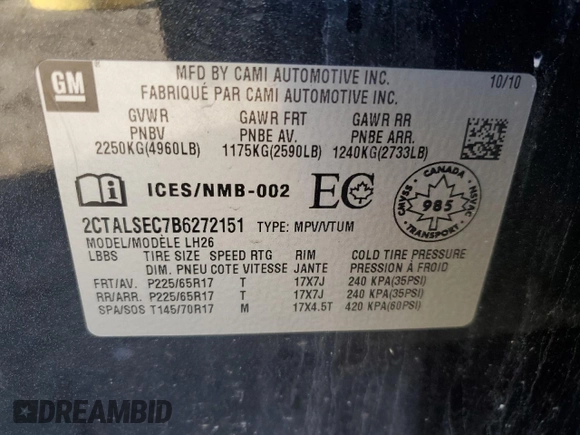 GM
MFD BY CAMI AUTOMOTIVE INC.
FABRIQUÉ PAR CAMI AUTOMOTIVE INC.
10/10
GVWR GAWR FRT GAWR RR
PNBV PNBE AV. PNBE ARR.
2250KG(4960LB) 1175KG(2590LB) 1240KG(2733LB)
ICES/NMB-002 EC
CANADA
CMVSS NSVAC
985
TRANSPORT
2CTALSEC7B6272151 TYPE: MPV/VTUM
MODEL/MODÈLE LH26
LBBS TIRE SIZE SPEED RTG RIM COLD TIRE PRESSURE
DIM. PNEU COTE VITESSE JANTE PRESSION À FROID
FRT/AV. P225/65R17 T 17X7J 240 KPA(35PSI)
RR/ARR. P225/65R17 T 17X7J 240 KPA(35PSI)
SPA/SOS T145/70R17 M 17X4.5T 420 KPA(60PSI)
DREAMBID